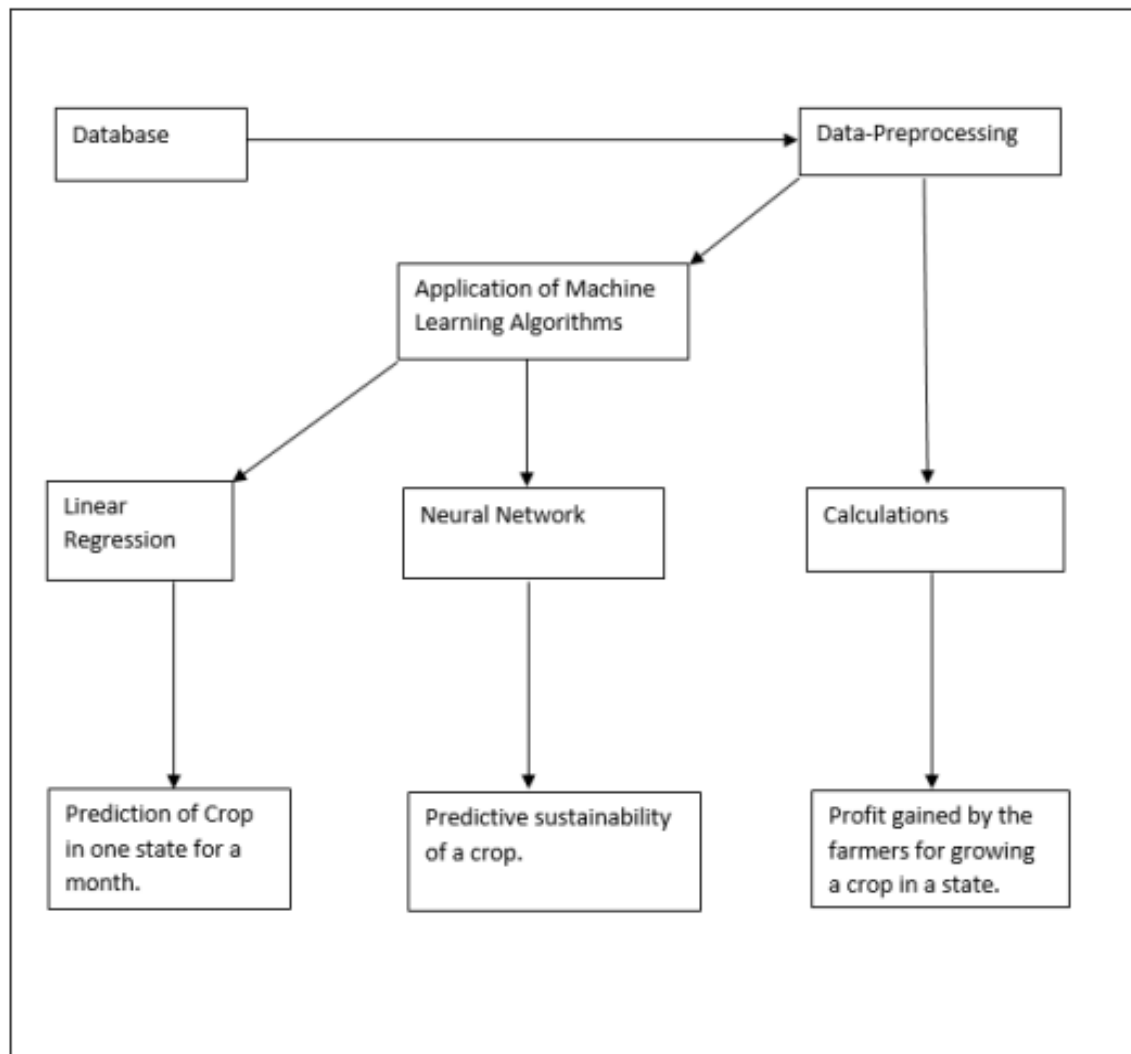 Database
Data-Preprocessing
Application of Machine
Learning Algorithms
Linear
Regression
Neural Network
Calculations
Prediction of Crop
in one state for a
month.
Predictive sustainability
of a crop.
Profit gained by the
farmers for growing
a crop in a state.